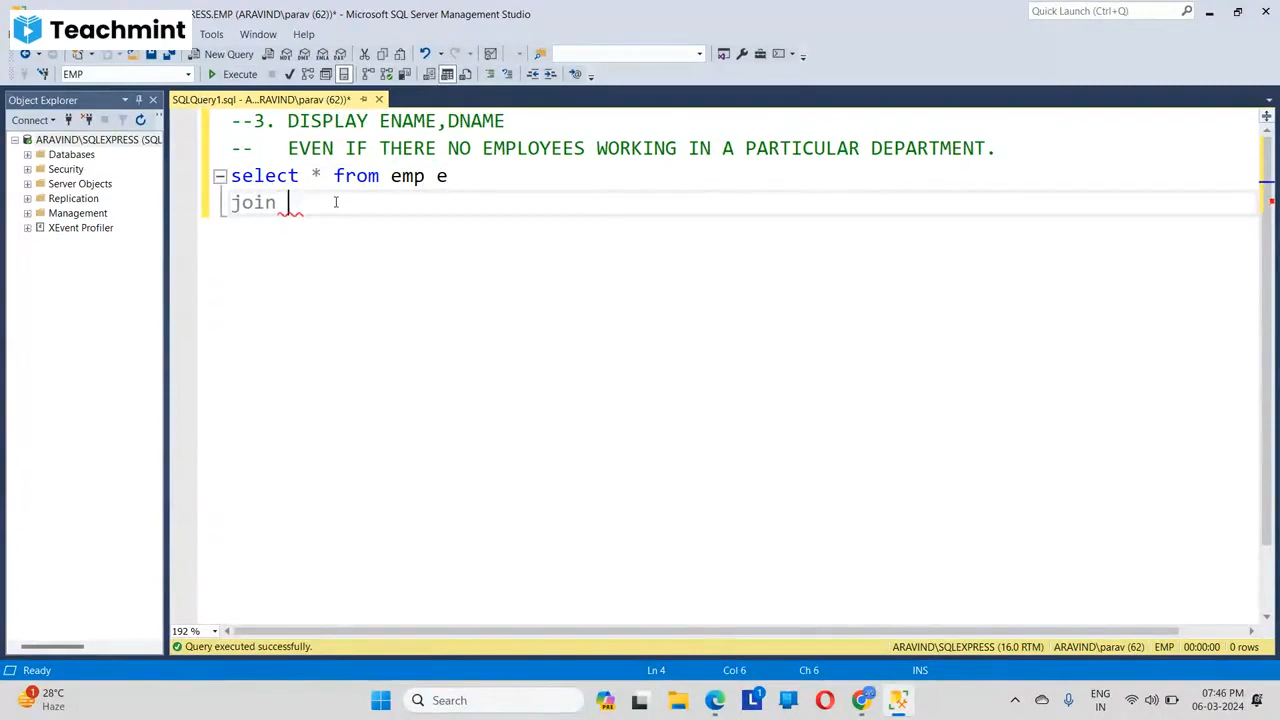 RESS.EMP (ARAVIND\parav (62))* - Microsoft SQL Server Management Studio
Quick Launch (Ctrl+Q)
Teachmint
Tools Window Help
New Query
EMP
Execute
Object Explorer
SQLQuery1.sql - A...RAVIND\parav (62))*
Connect
ARAVIND\SQLEXPRESS (SQL
Databases
Security
Server Objects
Replication
Management
XEvent Profiler
--3. DISPLAY ENAME,DNAME
-- EVEN IF THERE NO EMPLOYEES WORKING IN A PARTICULAR DEPARTMENT.
select * from emp e
join
192 %
Query executed successfully.
ARAVIND\SQLEXPRESS (16.0 RTM) ARAVIND\parav (62) EMP 00:00:00 0 rows
Ready
Ln 4
Col 6
Ch 6
INS
1
28°C
Haze
Search
PRE
1
ENG
IN
07:46 PM
06-03-2024